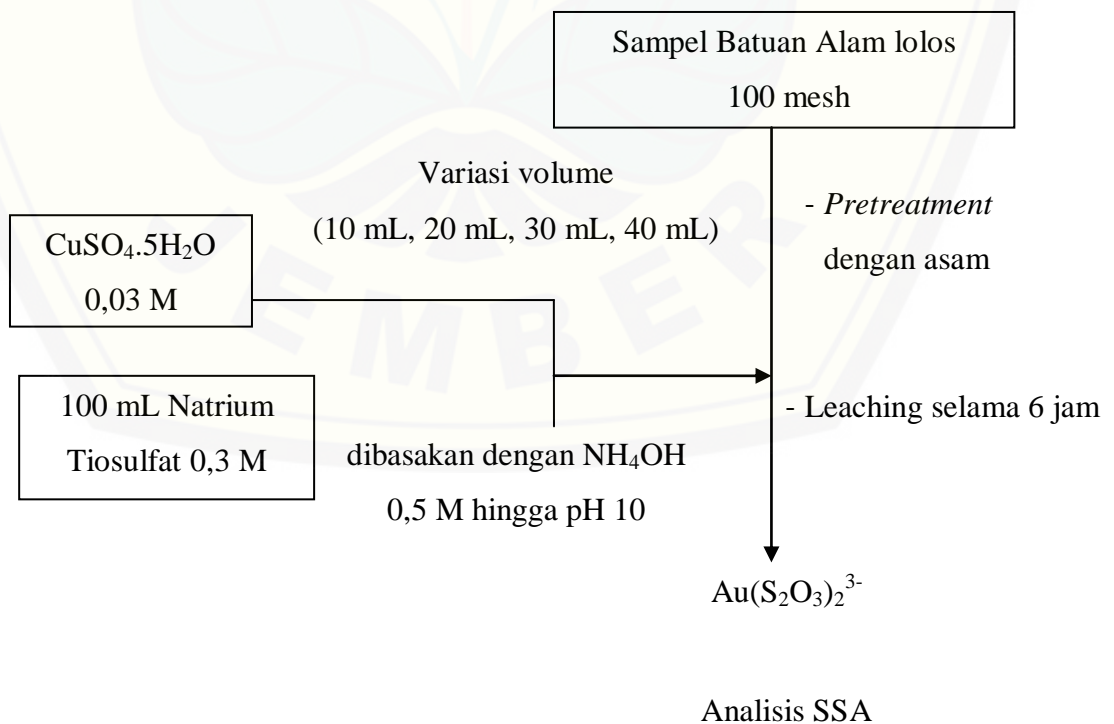 Sampel Batuan Alam lolos
100 mesh
Variasi volume
(10 mL, 20 mL, 30 mL, 40 mL)
- Pretreatment
dengan asam
CuSO₄.5H₂O
0,03 M
100 mL Natrium
Tiosulfat 0,3 M
dibasakan dengan NH₄OH
0,5 M hingga pH 10
- Leaching selama 6 jam
Au(S₂O₃)₂³⁻
Analisis SSA
JEMBER